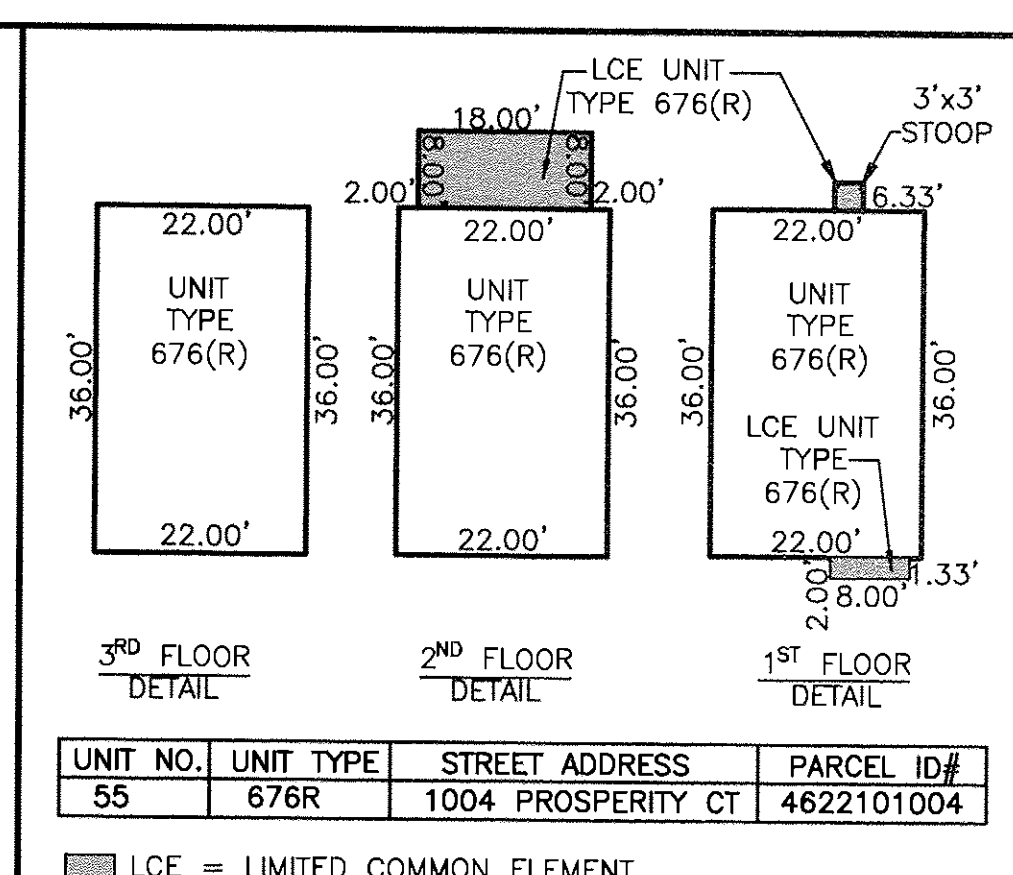 LCE UNIT
TYPE 676(R)
3'x3'
STOOP
18.00'
8.00'
8.00'
2.00'
2.00'
6.33'
22.00'
22.00'
22.00'
UNIT
TYPE
676(R)
UNIT
TYPE
676(R)
UNIT
TYPE
676(R)
36.00'
36.00'
36.00'
36.00'
36.00'
36.00'
LCE UNIT
TYPE
676(R)
22.00'
22.00'
22.00'
2.00'
8.00'
1.33'
3RD FLOOR
DETAIL
2ND FLOOR
DETAIL
1ST FLOOR
DETAIL
UNIT NO. UNIT TYPE STREET ADDRESS PARCEL ID#
55 676R 1004 PROSPERITY CT 4622101004
LCE = LIMITED COMMON ELEMENT